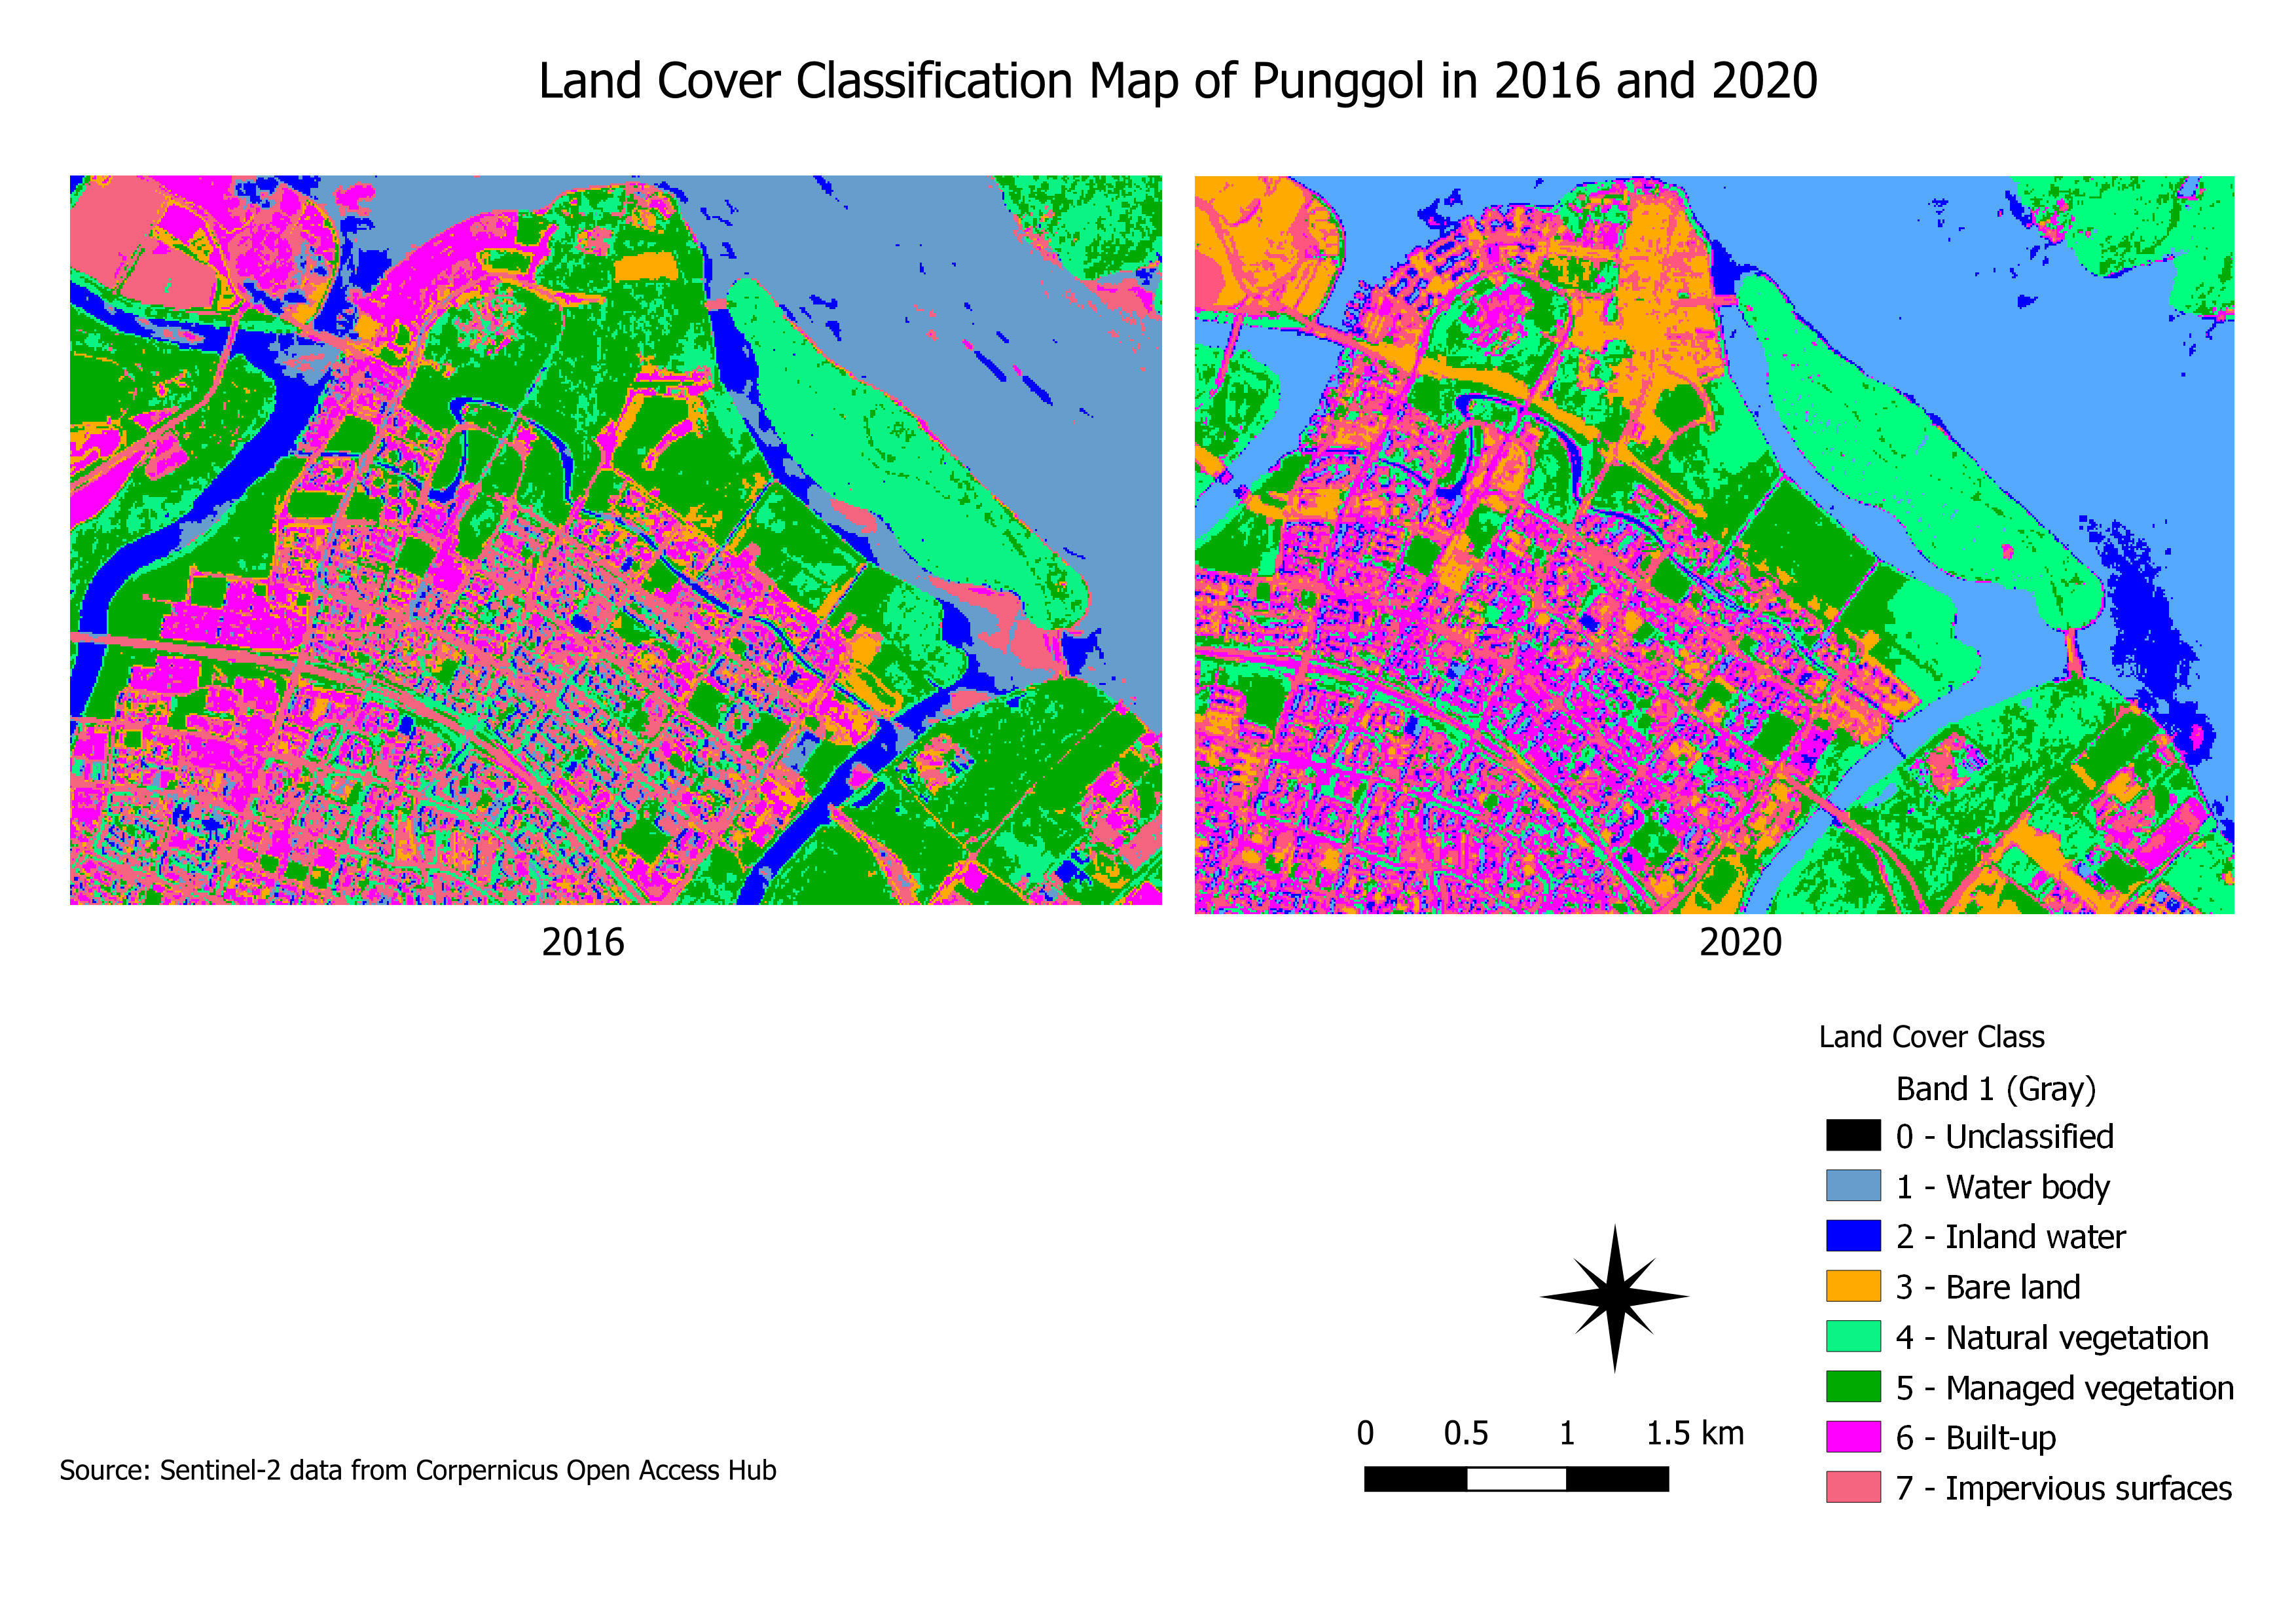 Land Cover Classification Map of Punggol in 2016 and 2020
2016
2020
Land Cover Class
Band 1 (Gray)
0 - Unclassified
1 - Water body
2 - Inland water
3 - Bare land
4 - Natural vegetation
5 - Managed vegetation
6 - Built-up
7 - Impervious surfaces
0 0.5 1 1.5 km
Source: Sentinel-2 data from Corpernicus Open Access Hub